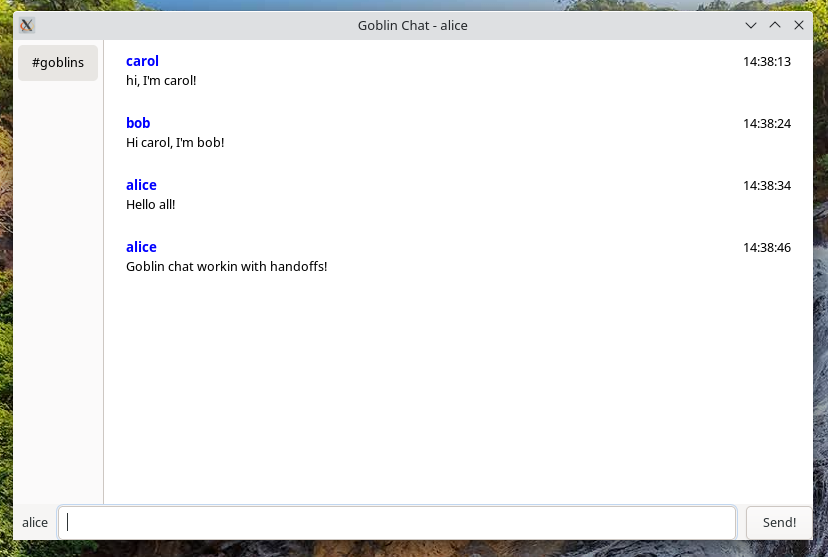 Goblin Chat - alice
#goblins
carol 14:38:13
hi, I'm carol!
bob 14:38:24
Hi carol, I'm bob!
alice 14:38:34
Hello all!
alice 14:38:46
Goblin chat workin with handoffs!
alice Send!